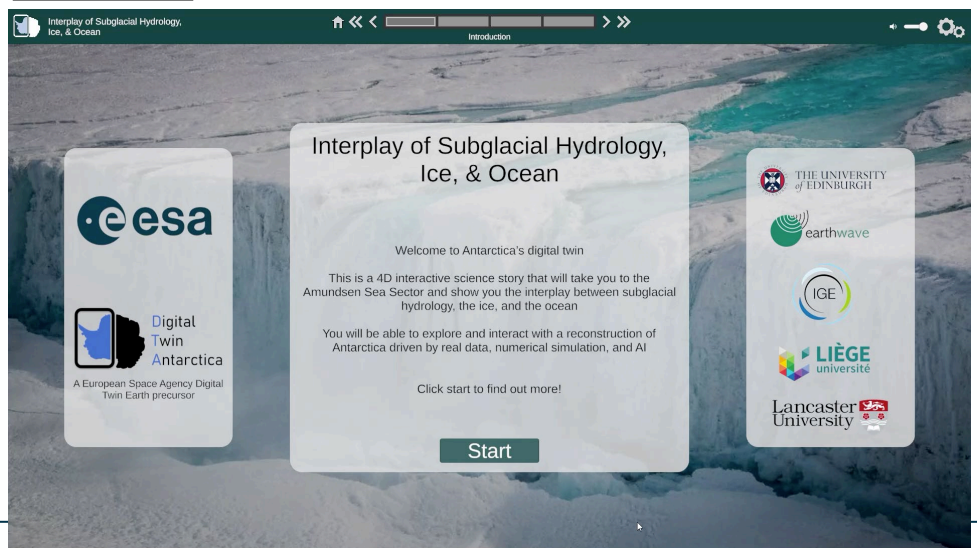 Interplay of Subglacial Hydrology,
Ice, & Ocean
Introduction
esa
Digital
Twin
Antarctica
A European Space Agency Digital
Twin Earth precursor
Interplay of Subglacial Hydrology,
Ice, & Ocean
Welcome to Antarctica's digital twin
This is a 4D interactive science story that will take you to the
Amundsen Sea Sector and show you the interplay between subglacial
hydrology, the ice, and the ocean
You will be able to explore and interact with a reconstruction of
Antarctica driven by real data, numerical simulation, and AI
Click start to find out more!
Start
THE UNIVERSITY
of EDINBURGH
earthwave
IGE
LIÈGE
université
Lancaster
University